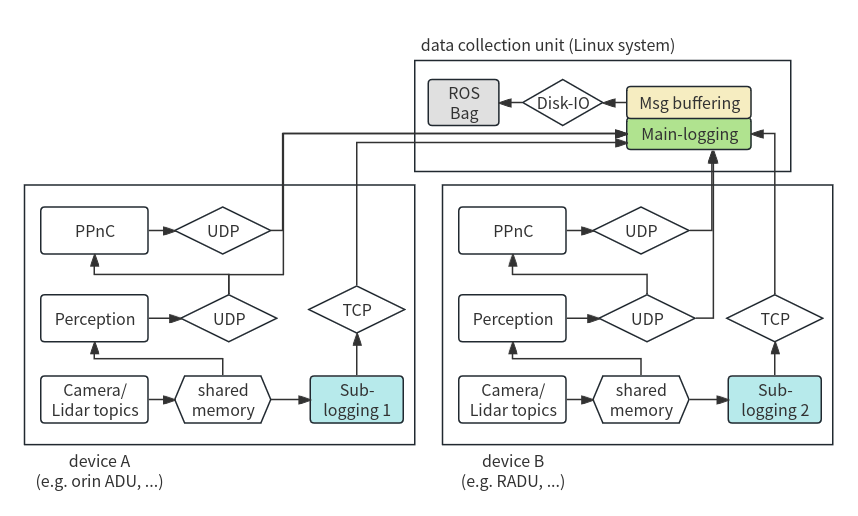 data collection unit (Linux system)
ROS
Bag
Disk-IO
Msg buffering
Main-logging
PPnC
UDP
Perception
UDP
TCP
Camera/
Lidar topics
shared
memory
Sub-
logging 1
device A
(e.g. orin ADU, ...)
PPnC
UDP
Perception
UDP
TCP
Camera/
Lidar topics
shared
memory
Sub-
logging 2
device B
(e.g. RADU, ...)